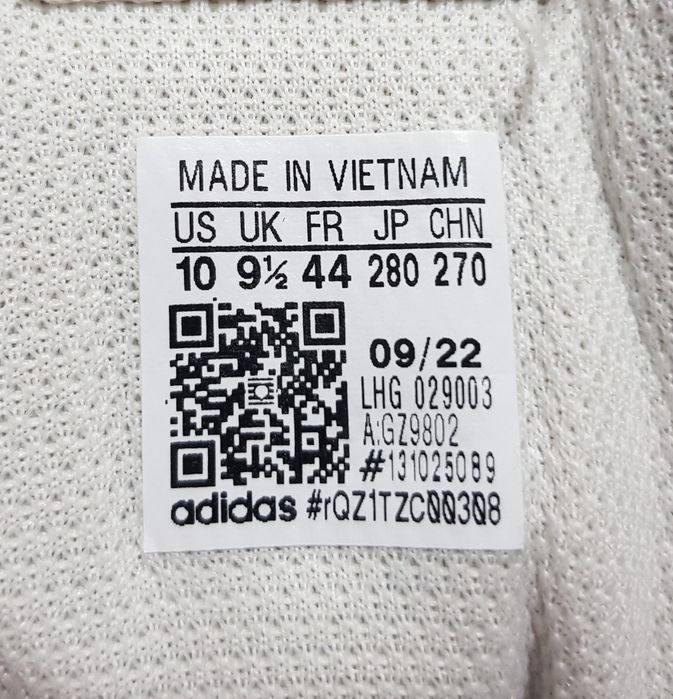 MADE IN VIETNAM
US UK FR JP CHN
10 9½ 44 280 270
09/22
LHG 029003
A:GZ9802
#131025089
adidas #rQZ1TZC00308